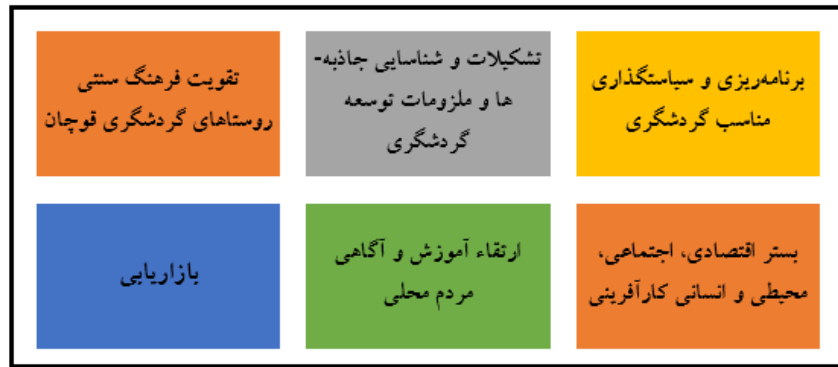 برنامه‌ریزی و سیاستگذاری
مناسب گردشگری
تشکیلات و شناسایی جاذبه-
ها و ملزومات توسعه
گردشگری
تقویت فرهنگ سنتی
روستاهای گردشگری قوچان
بستر اقتصادی، اجتماعی،
محیطی و انسانی کارآفرینی
ارتقاء آموزش و آگاهی
مردم محلی
بازاریابی